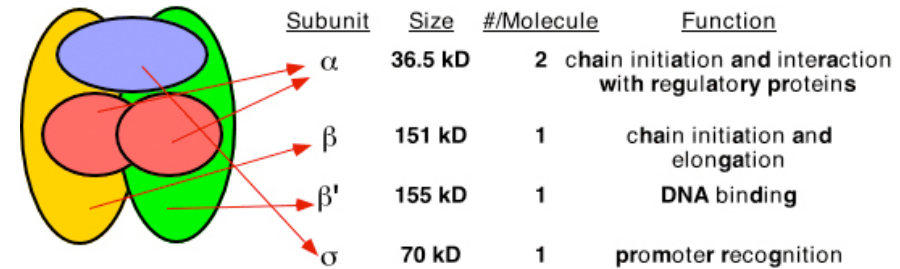 Subunit Size #/Molecule Function
α 36.5 kD 2 chain initiation and interaction
with regulatory proteins
β 151 kD 1 chain initiation and
elongation
β' 155 kD 1 DNA binding
σ 70 kD 1 promoter recognition